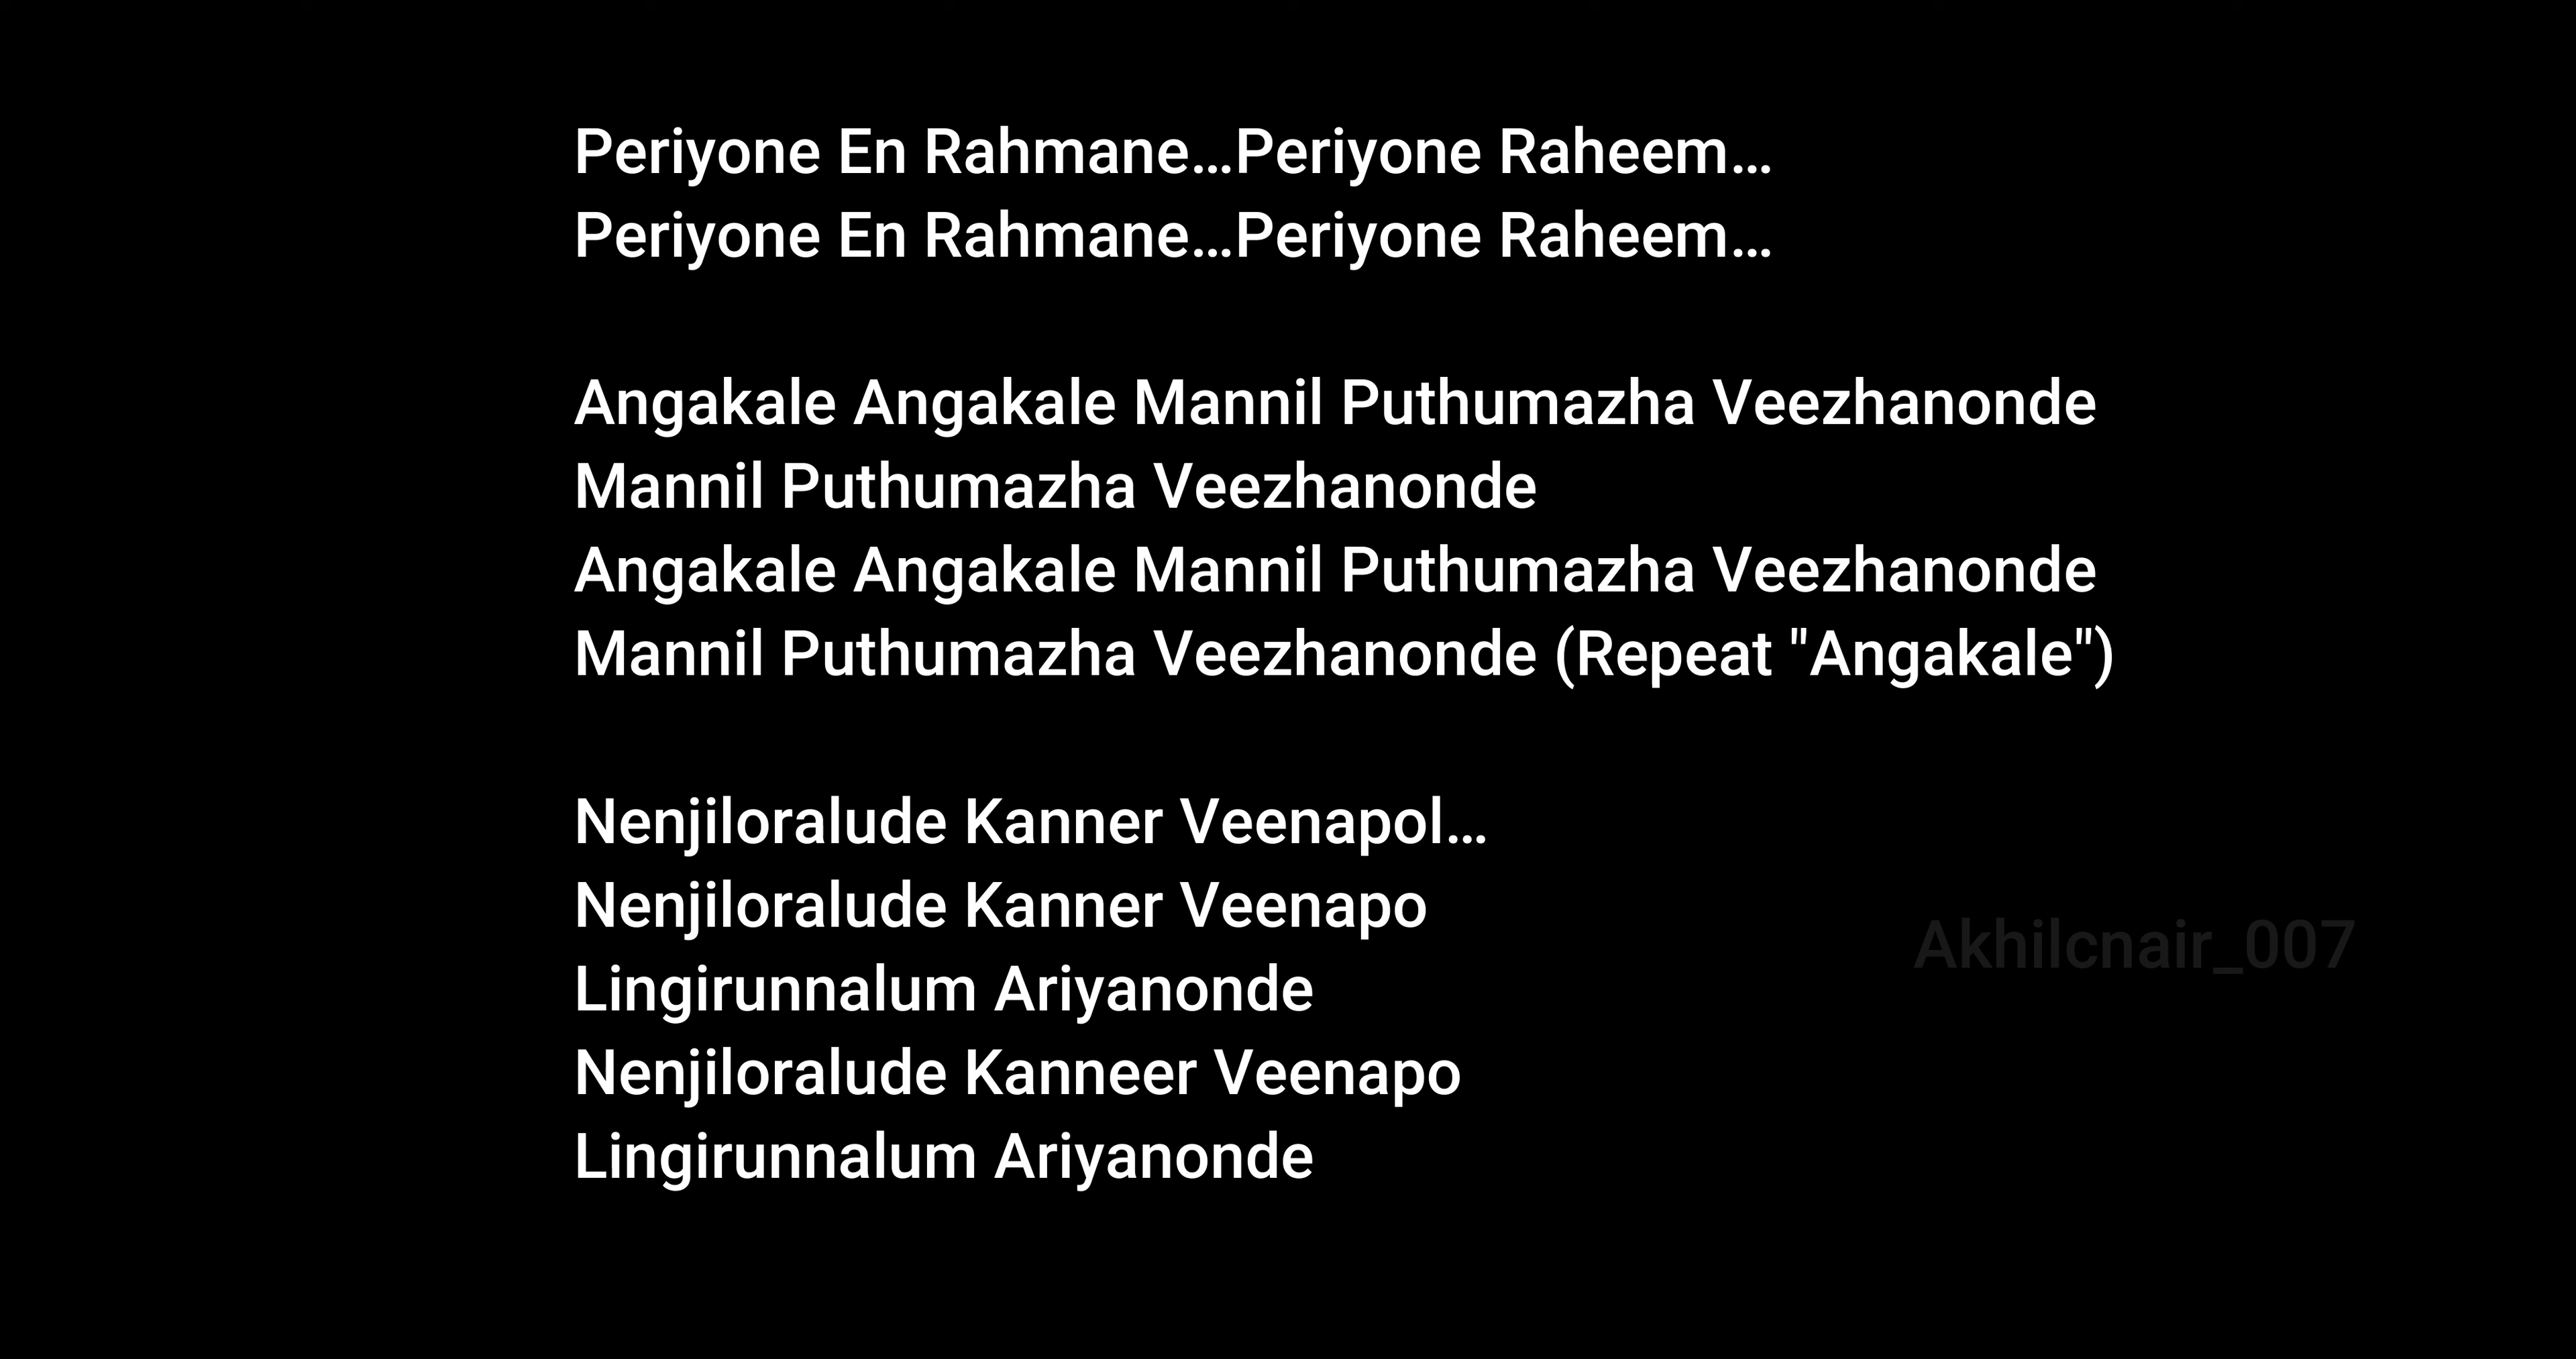 Periyone En Rahmane...Periyone Raheem...
Periyone En Rahmane...Periyone Raheem...
Angakale Angakale Mannil Puthumazha Veezhanonde
Mannil Puthumazha Veezhanonde
Angakale Angakale Mannil Puthumazha Veezhanonde
Mannil Puthumazha Veezhanonde (Repeat "Angakale")
Nenjiloralude Kanner Veenapol...
Nenjiloralude Kanner Veenapo
Lingirunnalum Ariyanonde
Nenjiloralude Kanneer Veenapo
Lingirunnalum Ariyanonde
Akhilcnair_007